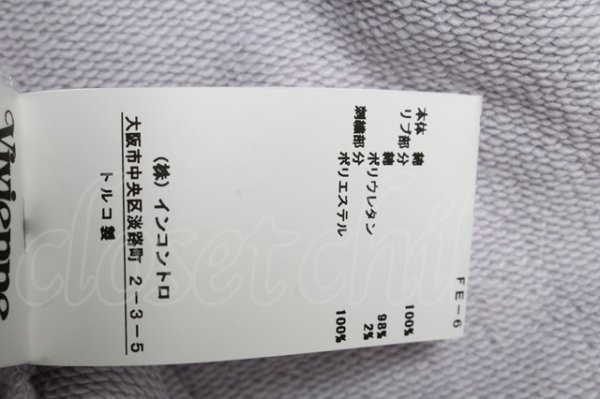 FE-6
本体 綿 100%
リブ部分 綿 98%
ポリウレタン 2%
刺繍部分 ポリエステル 100%
(株) インコントロ
大阪市中央区淡路町 2-3-5
トルコ製
Vivienne
closet child